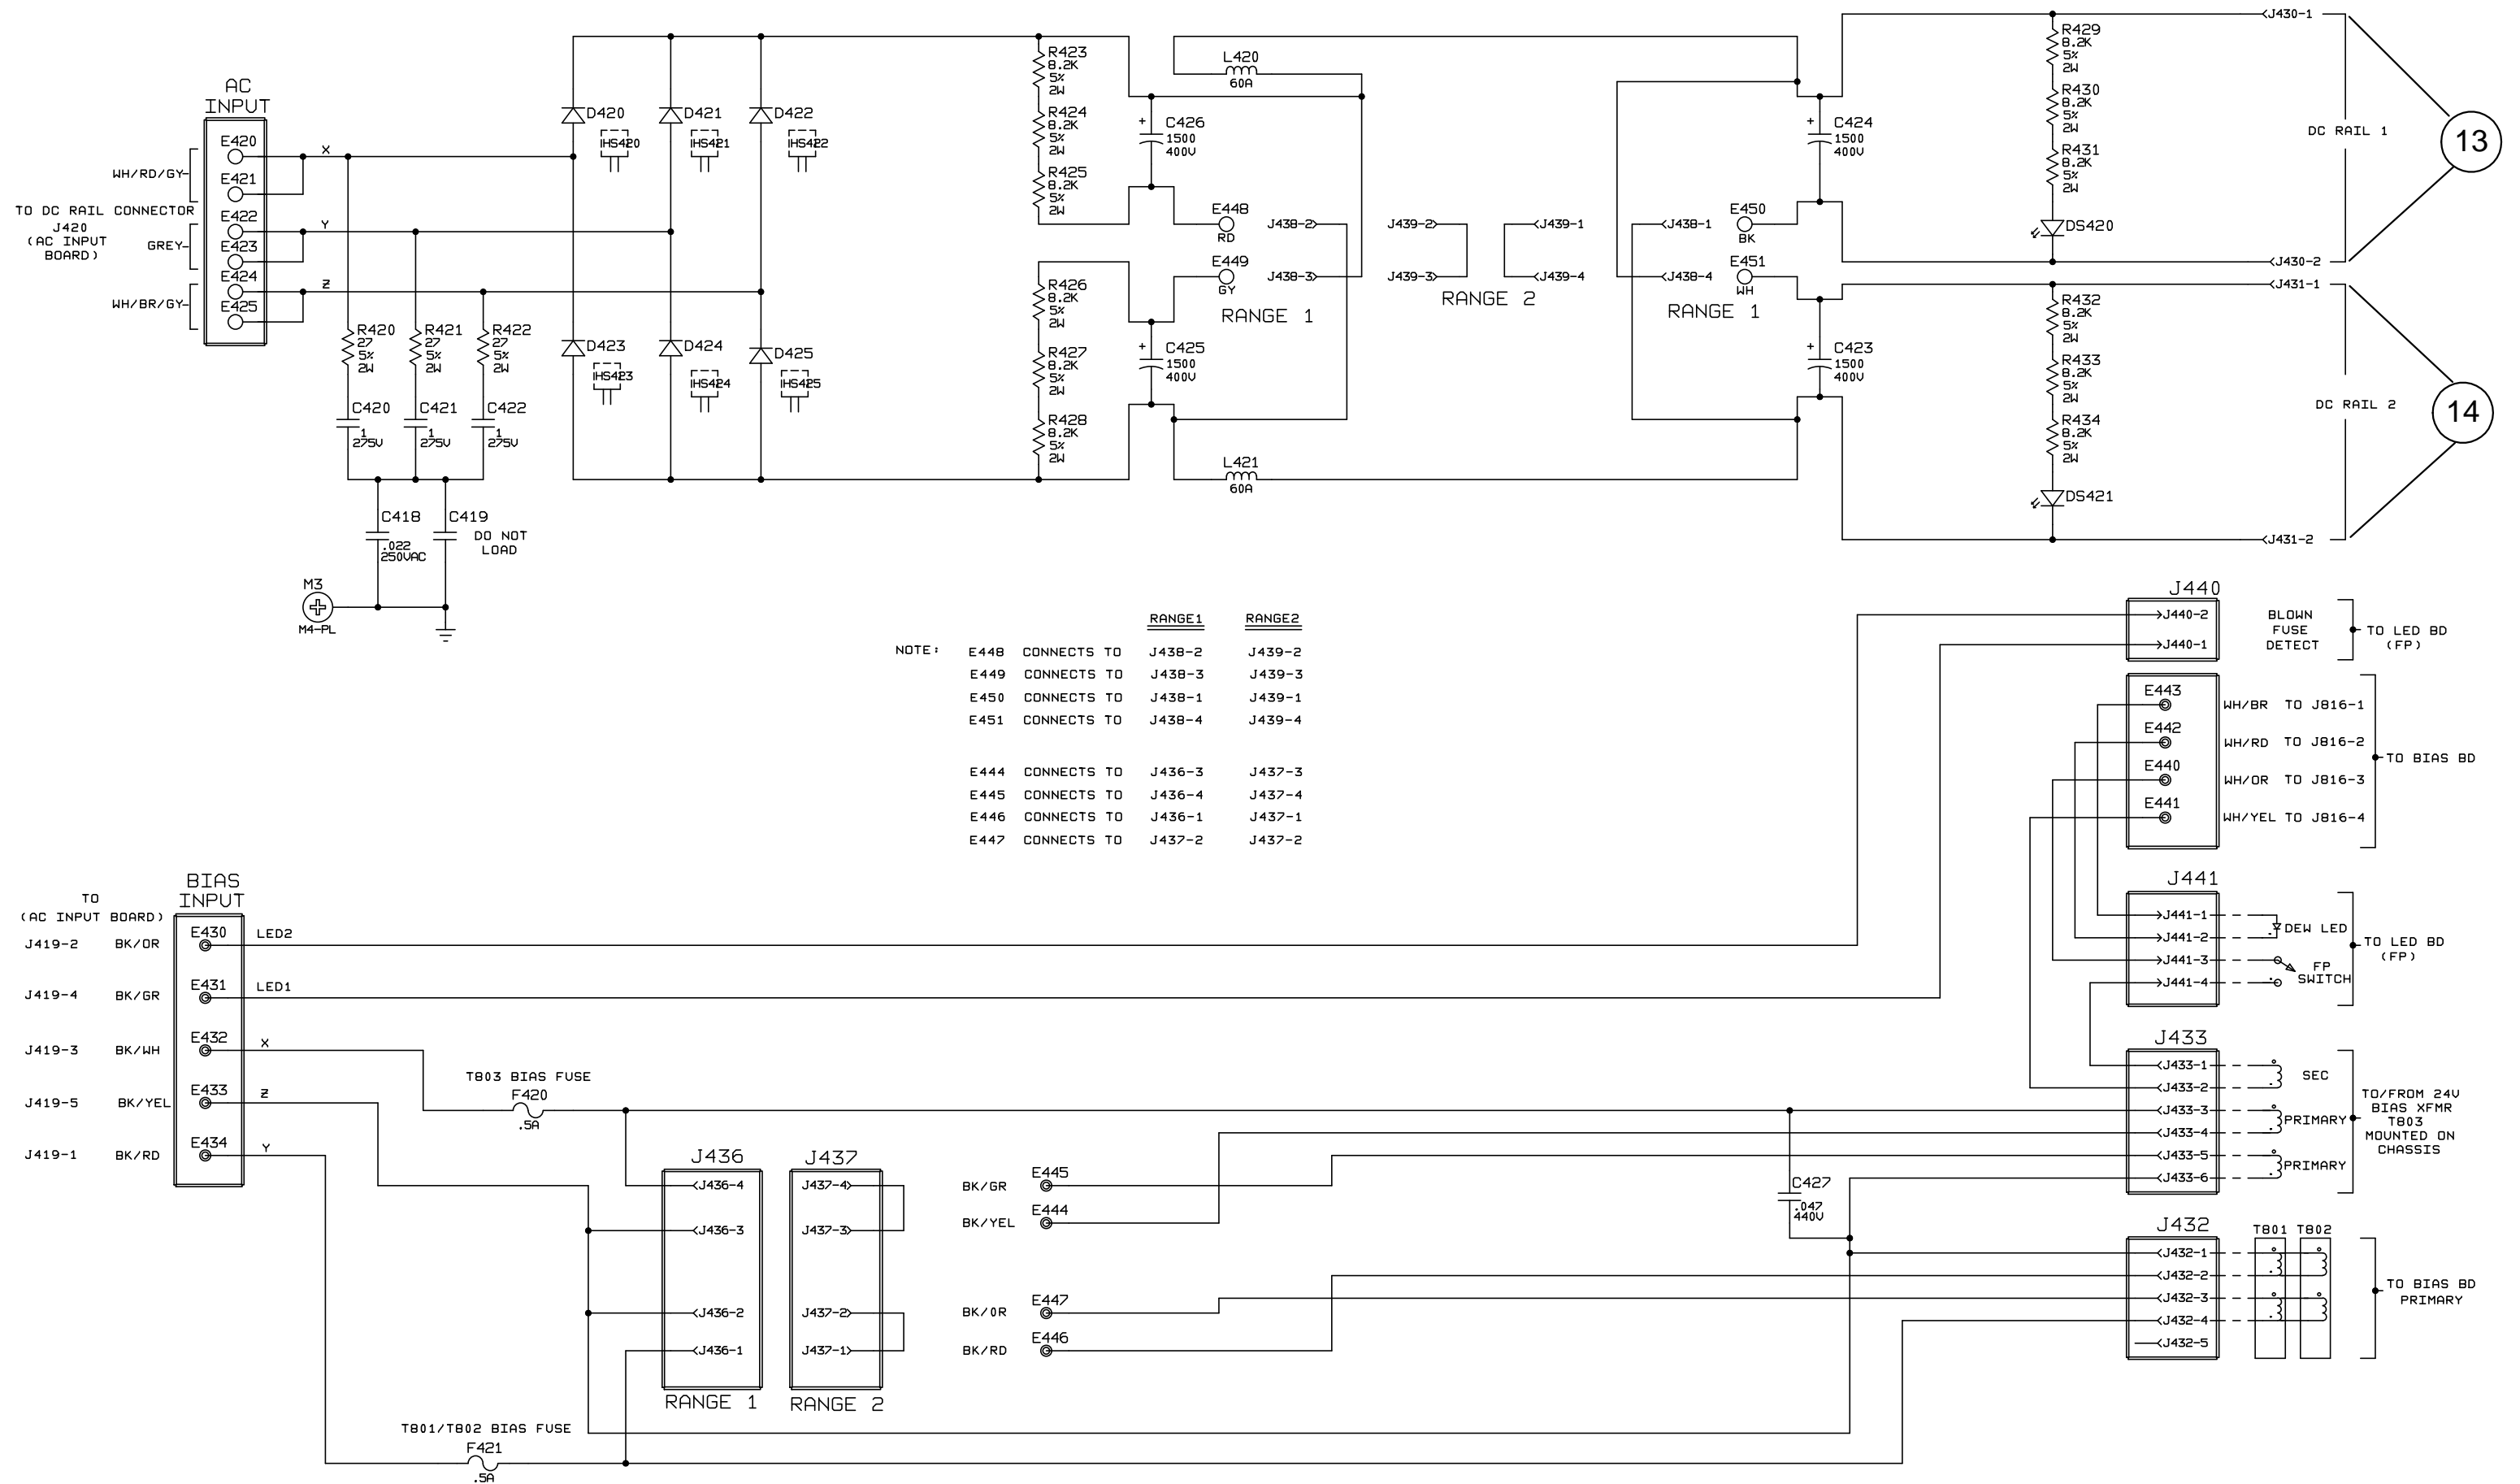 AC
INPUT
E420
E421
E422
E423
E424
E425
WH/RD/GY
TO DC RAIL CONNECTOR
J420
(AC INPUT
BOARD)
GREY
WH/BR/GY
X
Y
Z
R420
27
5%
2W
R421
27
5%
2W
R422
27
5%
2W
C420
1
275V
C421
1
275V
C422
1
275V
C418
.022
250VAC
C419
DO NOT
LOAD
M3
M4-PL
D420
HS420
D421
HS421
D422
HS422
D423
HS423
D424
HS424
D425
HS425
R423
8.2K
5%
2W
R424
8.2K
5%
2W
R425
8.2K
5%
2W
R426
8.2K
5%
2W
R427
8.2K
5%
2W
R428
8.2K
5%
2W
C426
1500
400V
+
C425
1500
400V
+
L420
60A
L421
60A
E448
RD
E449
GY
J438-2
J438-3
RANGE 1
J439-2
J439-3
J439-1
J439-4
RANGE 2
J438-1
J438-4
E450
BK
E451
WH
RANGE 1
C424
1500
400V
+
C423
1500
400V
+
R429
8.2K
5%
2W
R430
8.2K
5%
2W
R431
8.2K
5%
2W
DS420
R432
8.2K
5%
2W
R433
8.2K
5%
2W
R434
8.2K
5%
2W
DS421
J430-1
DC RAIL 1
J430-2
13
J431-1
DC RAIL 2
J431-2
14
RANGE1 RANGE2
NOTE: E448 CONNECTS TO J438-2 J439-2
E449 CONNECTS TO J438-3 J439-3
E450 CONNECTS TO J438-1 J439-1
E451 CONNECTS TO J438-4 J439-4
E444 CONNECTS TO J436-3 J437-3
E445 CONNECTS TO J436-4 J437-4
E446 CONNECTS TO J436-1 J437-1
E447 CONNECTS TO J437-2 J437-2
J440
J440-2
J440-1
BLOWN
FUSE
DETECT
TO LED BD
(FP)
E443
WH/BR TO J816-1
E442
WH/RD TO J816-2
E440
WH/OR TO J816-3
E441
WH/YEL TO J816-4
TO BIAS BD
J441
J441-1
J441-2
J441-3
J441-4
DEW LED
FP
SWITCH
TO LED BD
(FP)
J433
J433-1
J433-2
J433-3
J433-4
J433-5
J433-6
SEC
PRIMARY
PRIMARY
TO/FROM 24V
BIAS XFMR
T803
MOUNTED ON
CHASSIS
J432
T801 T802
J432-1
J432-2
J432-3
J432-4
J432-5
TO BIAS BD
PRIMARY
BIAS
INPUT
TO
(AC INPUT BOARD)
J419-2 BK/OR E430 LED2
J419-4 BK/GR E431 LED1
J419-3 BK/WH E432 X
J419-5 BK/YEL E433 Z
J419-1 BK/RD E434 Y
T803 BIAS FUSE
F420
.5A
T801/T802 BIAS FUSE
F421
.5A
J436
J436-4
J436-3
J436-2
J436-1
RANGE 1
J437
J437-4
J437-3
J437-2
J437-1
RANGE 2
BK/GR E445
BK/YEL E444
BK/OR E447
BK/RD E446
C427
.047
440V